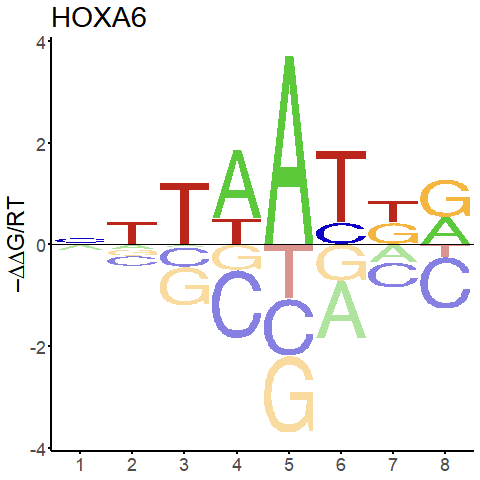 HOXA6
−ΔΔG/RT
4
2
0
-2
-4
C T T A A T T G
T T C G A
A G C G T G A T
C C G C C A C C
A G
1 2 3 4 5 6 7 8